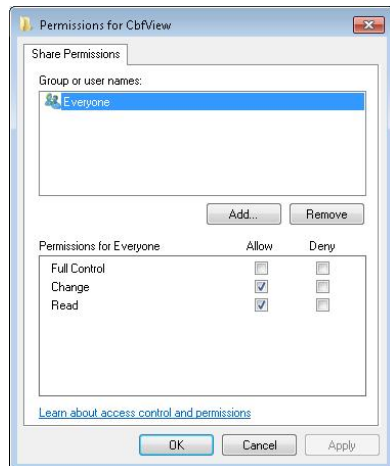 Permissions for CbfView
Share Permissions
Group or user names:
Everyone
Add... Remove
Permissions for Everyone Allow Deny
Full Control
Change
Read
Learn about access control and permissions
OK Cancel Apply